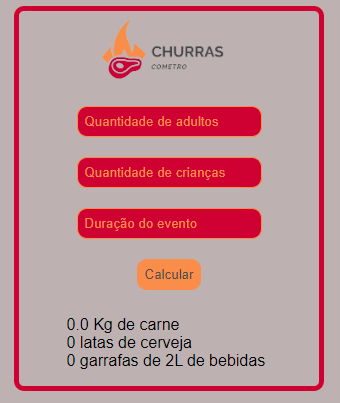 CHURRAS
COMETRO
Quantidade de adultos
Quantidade de crianças
Duração do evento
Calcular
0.0 Kg de carne
0 latas de cerveja
0 garrafas de 2L de bebidas